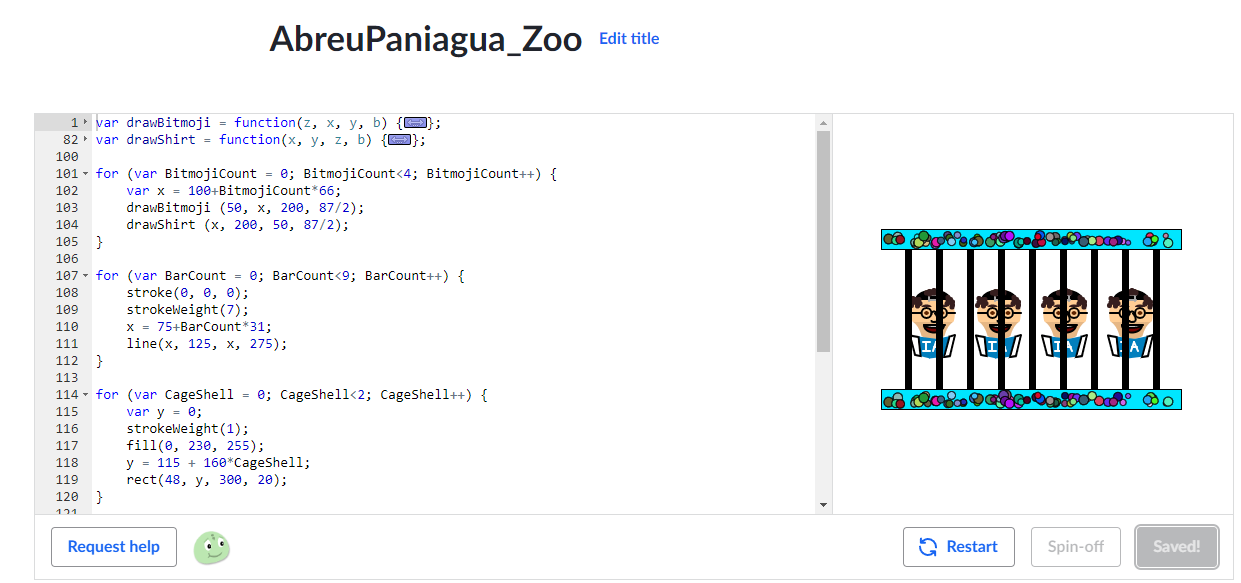 AbreuPaniagua_Zoo Edit title
1 var drawBitmoji = function(z, x, y, b) {};
82 var drawShirt = function(x, y, z, b) {};
100
101 for (var BitmojiCount = 0; BitmojiCount<4; BitmojiCount++) {
102     var x = 100+BitmojiCount*66;
103     drawBitmoji (50, x, 200, 87/2);
104     drawShirt (x, 200, 50, 87/2);
105 }
106
107 for (var BarCount = 0; BarCount<9; BarCount++) {
108     stroke(0, 0, 0);
109     strokeWeight(7);
110     x = 75+BarCount*31;
111     line(x, 125, x, 275);
112 }
113
114 for (var CageShell = 0; CageShell<2; CageShell++) {
115     var y = 0;
116     strokeWeight(1);
117     fill(0, 230, 255);
118     y = 115 + 160*CageShell;
119     rect(48, y, 300, 20);
120 }
121
IA IA IA IA
Request help Restart Spin-off Saved!